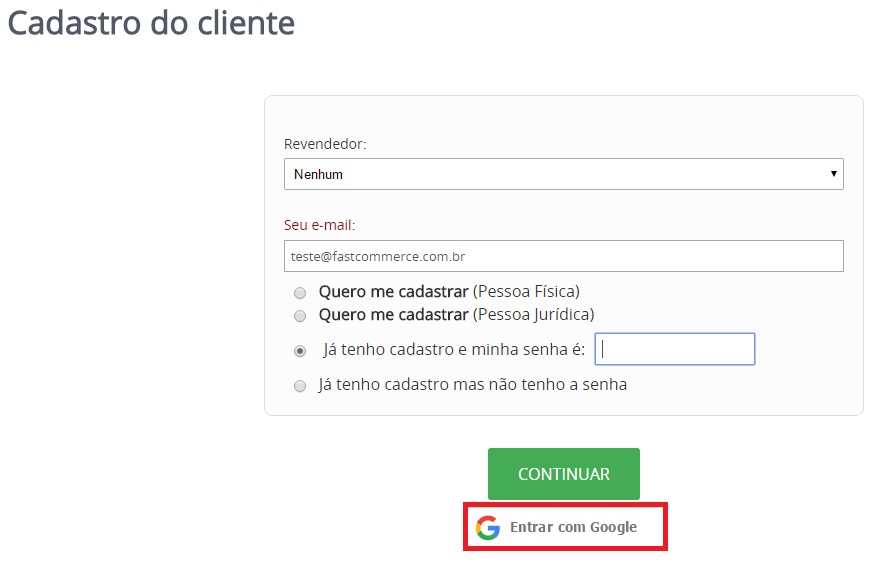 Cadastro do cliente
Revendedor:
Nenhum
Seu e-mail:
teste@fastcommerce.com.br
Quero me cadastrar (Pessoa Física)
Quero me cadastrar (Pessoa Jurídica)
Já tenho cadastro e minha senha é:
Já tenho cadastro mas não tenho a senha
CONTINUAR
Entrar com Google